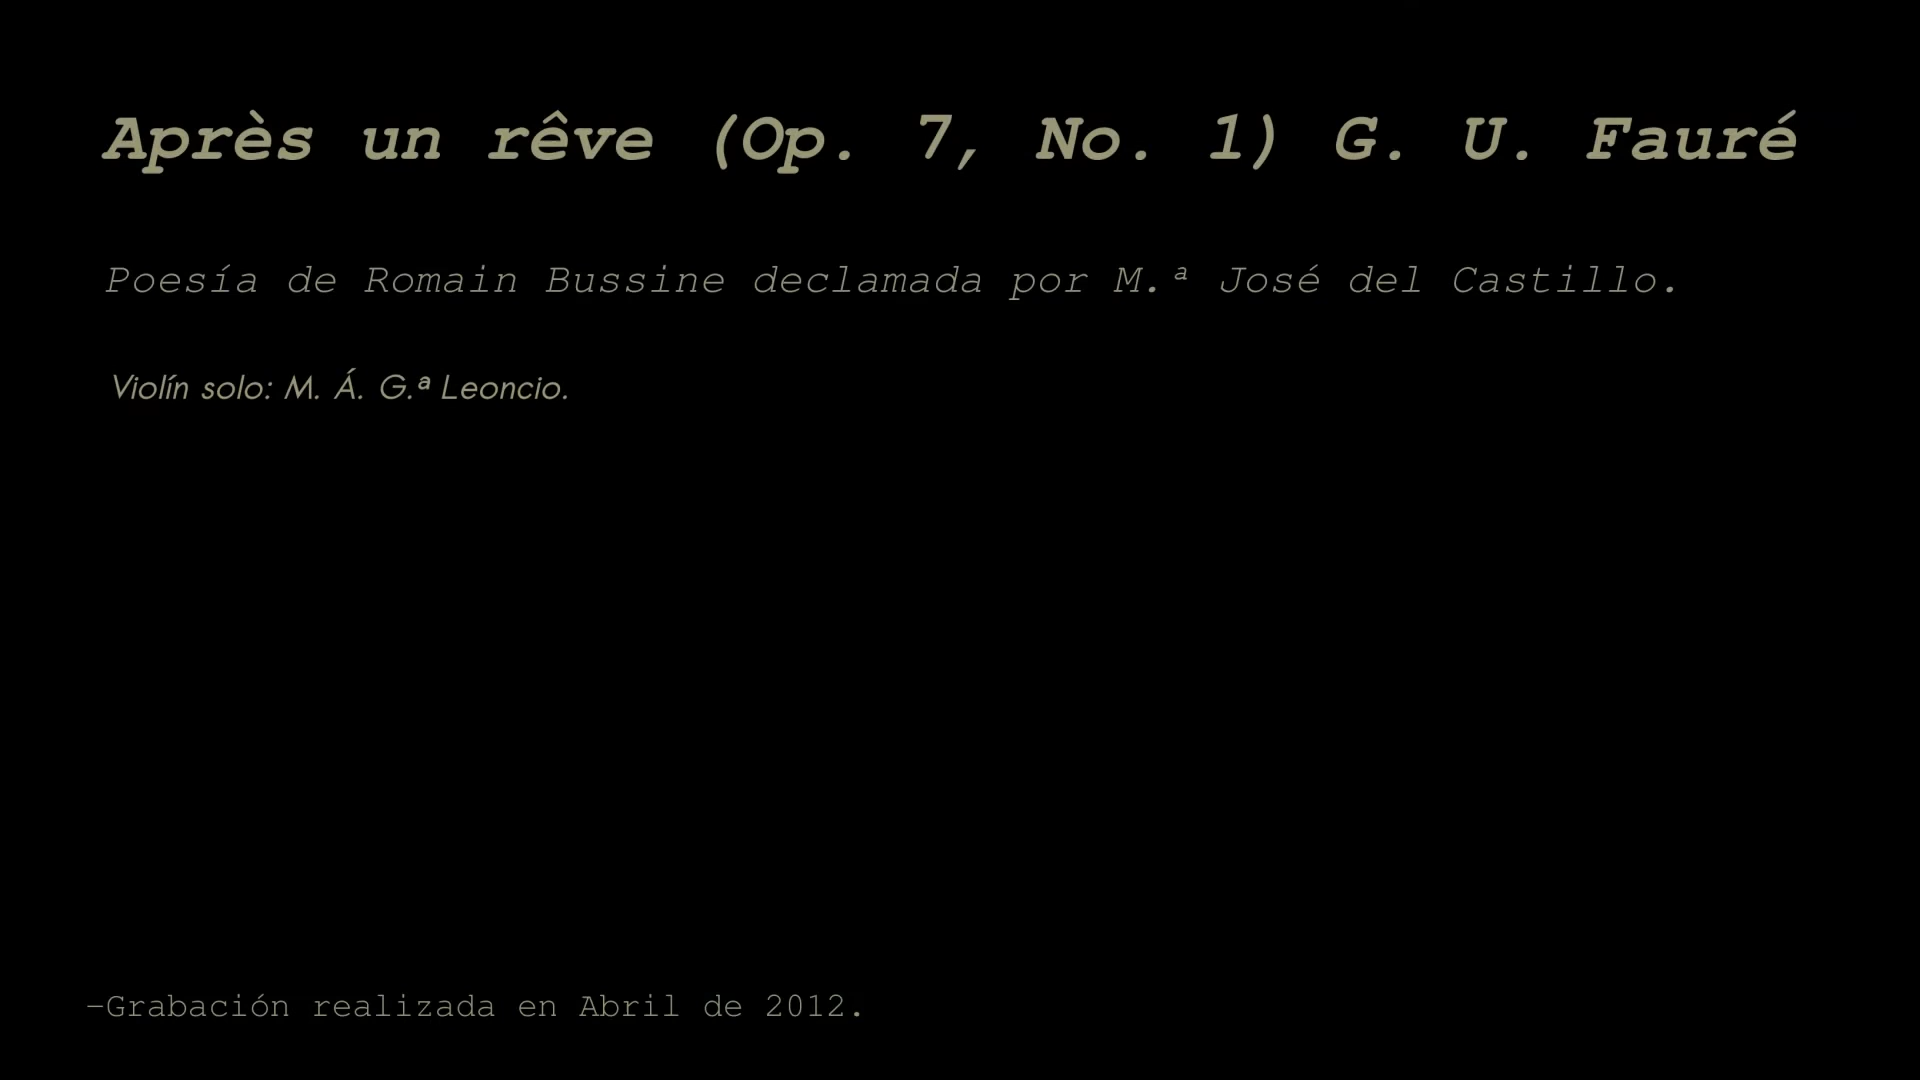 Après un rêve (Op. 7, No. 1) G. U. Fauré
Poesía de Romain Bussine declamada por M.ª José del Castillo.
Violín solo: M. Á. G.ª Leoncio.
-Grabación realizada en Abril de 2012.